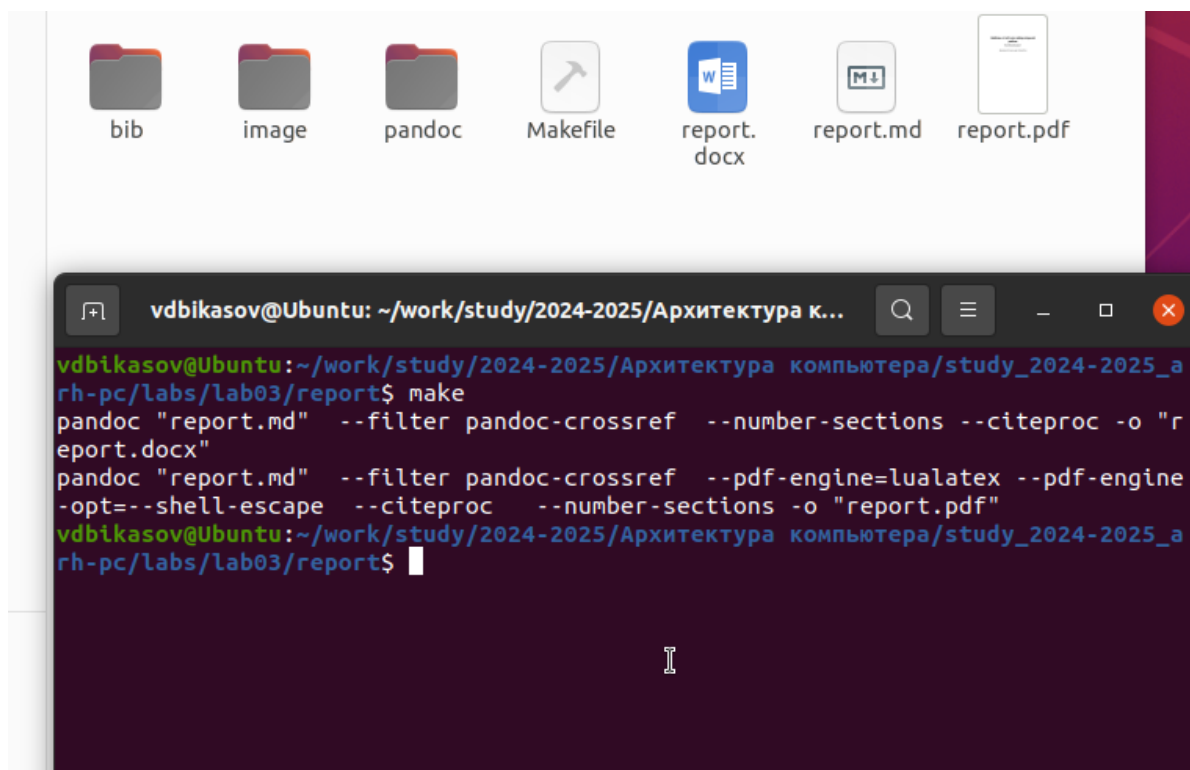 bib
image
pandoc
Makefile
report.
docx
report.md
report.pdf
vdbikasov@Ubuntu: ~/work/study/2024-2025/Архитектура к...
vdbikasov@Ubuntu:~/work/study/2024-2025/Архитектура компьютера/study_2024-2025_a
rh-pc/labs/lab03/report$ make
pandoc "report.md"  --filter pandoc-crossref  --number-sections --citeproc -o "r
eport.docx"
pandoc "report.md"  --filter pandoc-crossref  --pdf-engine=lualatex --pdf-engine
-opt=--shell-escape  --citeproc   --number-sections -o "report.pdf"
vdbikasov@Ubuntu:~/work/study/2024-2025/Архитектура компьютера/study_2024-2025_a
rh-pc/labs/lab03/report$